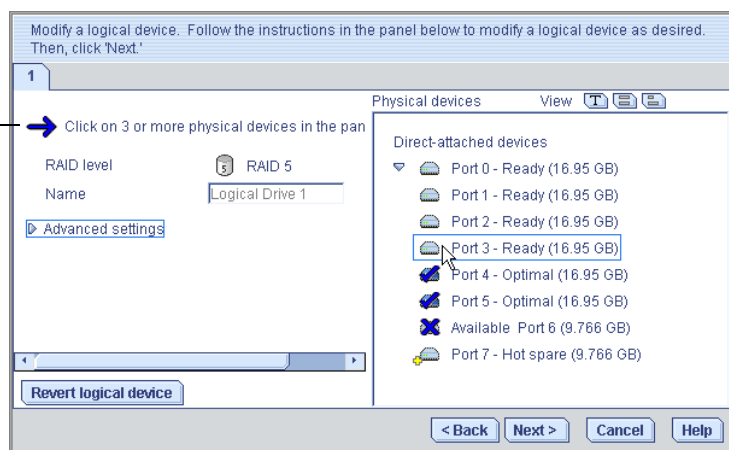 Modify a logical device. Follow the instructions in the panel below to modify a logical device as desired.
Then, click 'Next.'
1
Physical devices View T
Click on 3 or more physical devices in the pan
Direct-attached devices
RAID level 5 RAID 5
Port 0 - Ready (16.95 GB)
Name Logical Drive 1
Port 1 - Ready (16.95 GB)
Advanced settings
Port 2 - Ready (16.95 GB)
Port 3 - Ready (16.95 GB)
Port 4 - Optimal (16.95 GB)
Port 5 - Optimal (16.95 GB)
Available Port 6 (9.766 GB)
Port 7 - Hot spare (9.766 GB)
Revert logical device
< Back Next > Cancel Help